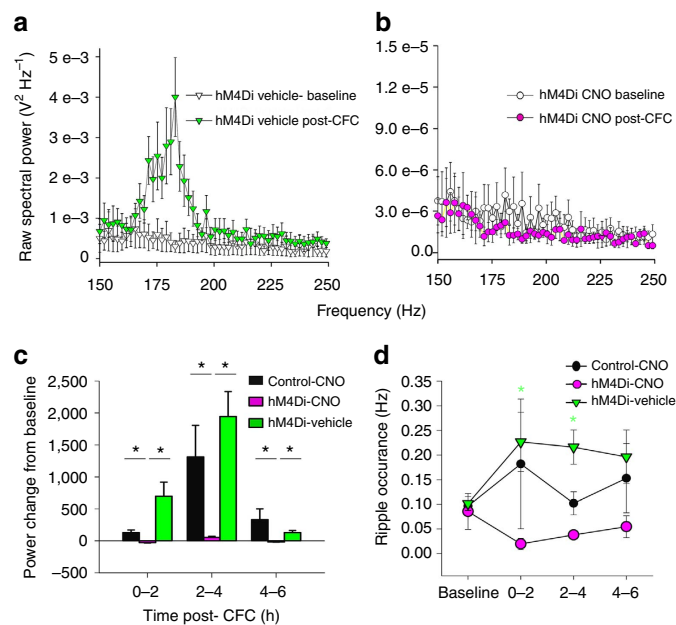 a
Raw spectral power (V² Hz⁻¹)
5 e–3
4 e–3
3 e–3
2 e–3
1 e–3
0
150
175
200
225
250
hM4Di vehicle- baseline
hM4Di vehicle post-CFC
b
1.5 e–5
1.2 e–5
9.0 e–6
6.0 e–6
3.0 e–6
0.0
150
175
200
225
250
hM4Di CNO baseline
hM4Di CNO post-CFC
Frequency (Hz)
c
Power change from baseline
2,500
2,000
1,500
1,000
500
0
–500
* *
* *
* *
Control-CNO
hM4Di-CNO
hM4Di-vehicle
0–2
2–4
4–6
Time post- CFC (h)
d
Ripple occurance (Hz)
0.35
0.30
0.25
0.20
0.15
0.10
0.05
0.00
*
*
Control-CNO
hM4Di-CNO
hM4Di-vehicle
Baseline
0–2
2–4
4–6